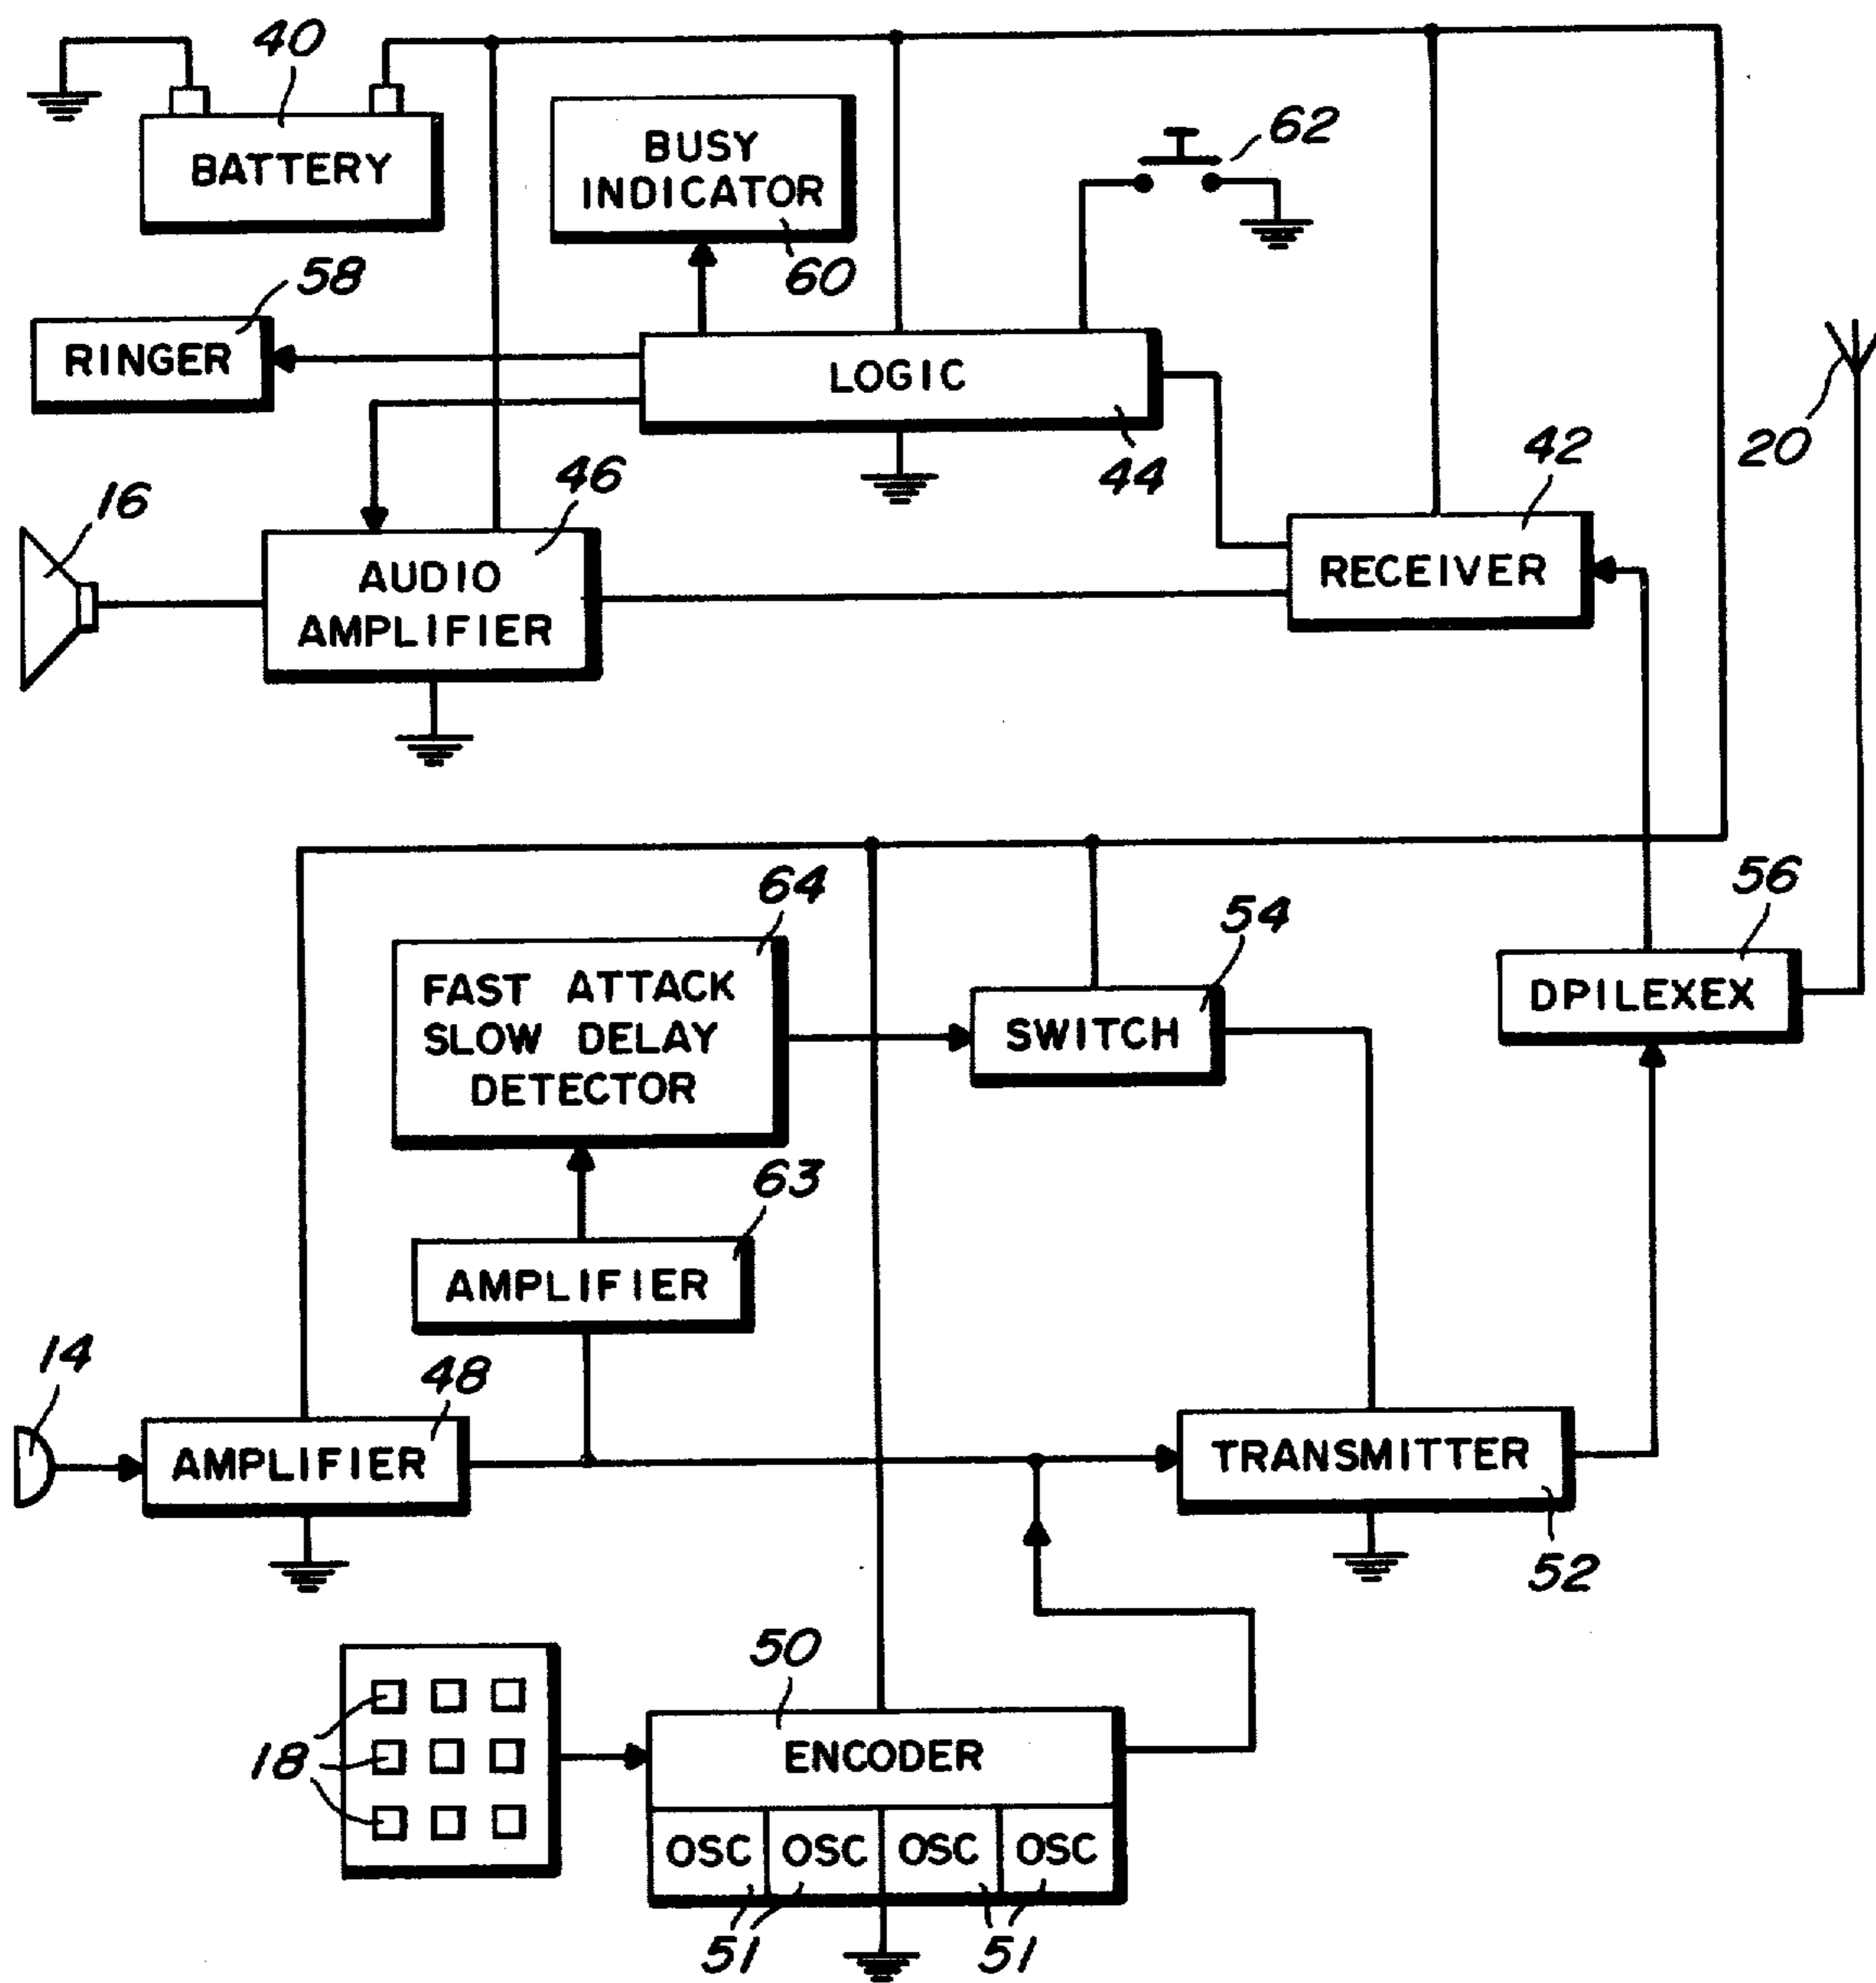 40
BATTERY
BUSY
INDICATOR
60
62
58
RINGER
LOGIC
44
20
42
RECEIVER
46
16
AUDIO
AMPLIFIER
64
FAST ATTACK
SLOW DELAY
DETECTOR
54
SWITCH
56
DPILEXEX
63
AMPLIFIER
14
48
AMPLIFIER
TRANSMITTER
52
50
18
ENCODER
OSC OSC OSC OSC
51 51